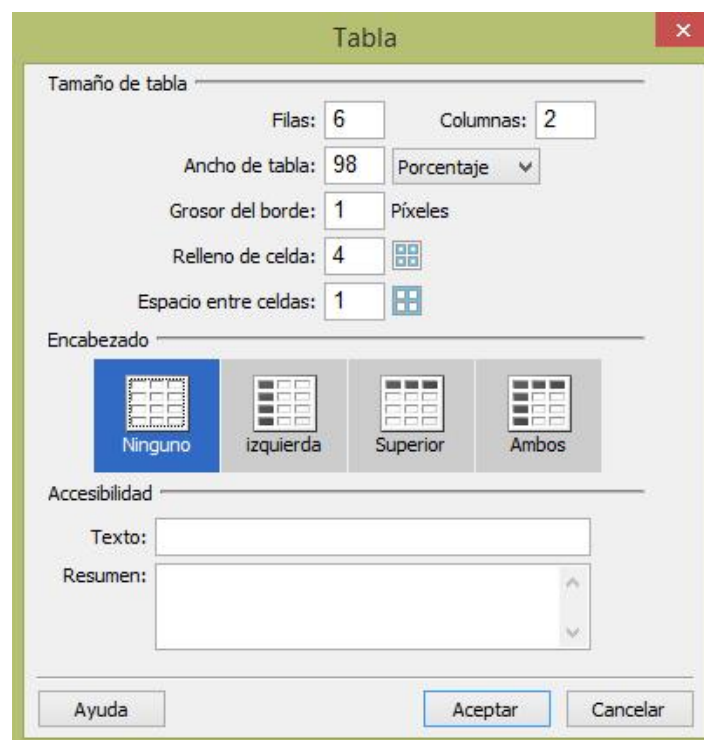 Tabla
Tamaño de tabla
Filas: 6 Columnas: 2
Ancho de tabla: 98 Porcentaje
Grosor del borde: 1 Píxeles
Relleno de celda: 4
Espacio entre celdas: 1
Encabezado
Ninguno izquierda Superior Ambos
Accesibilidad
Texto:
Resumen:
Ayuda Aceptar Cancelar